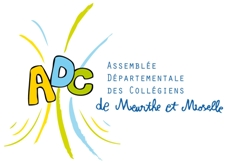 ADC
ASSEMBLÉE
DÉPARTEMENTALE
DES COLLÉGIENS
de Meurthe et Moselle